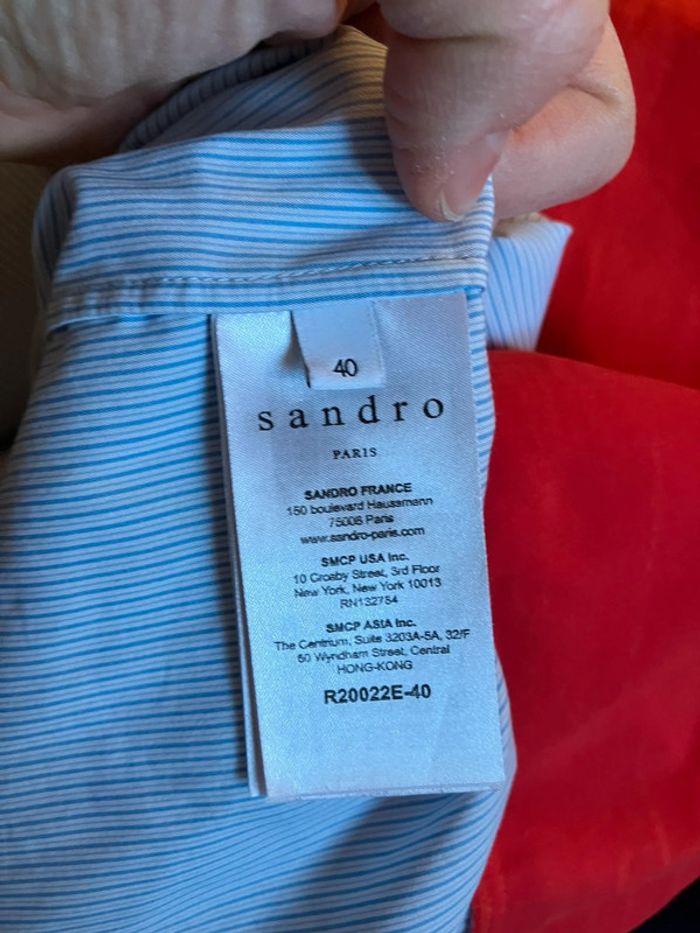 40
sandro
PARIS
SANDRO FRANCE
150 boulevard Haussmann
75008 Paris
www.sandro-paris.com
SMCP USA Inc.
10 Crosby Street, 3rd Floor
New York, New York 10013
RN132754
SMCP ASIA Inc.
The Centrium, Suite 3203A-5A, 32/F
60 Wyndham Street, Central
HONG-KONG
R20022E-40